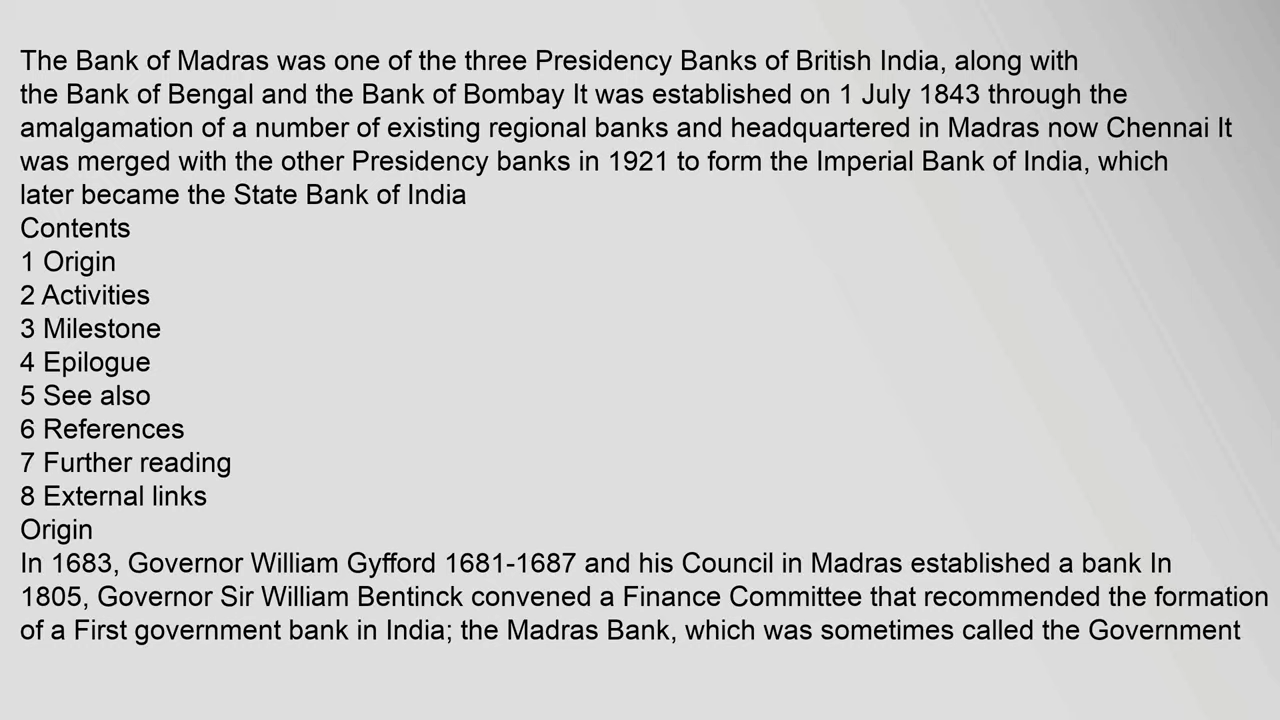 The Bank of Madras was one of the three Presidency Banks of British India, along with
the Bank of Bengal and the Bank of Bombay It was established on 1 July 1843 through the
amalgamation of a number of existing regional banks and headquartered in Madras now Chennai It
was merged with the other Presidency banks in 1921 to form the Imperial Bank of India, which
later became the State Bank of India
Contents
1 Origin
2 Activities
3 Milestone
4 Epilogue
5 See also
6 References
7 Further reading
8 External links
Origin
In 1683, Governor William Gyfford 1681-1687 and his Council in Madras established a bank In
1805, Governor Sir William Bentinck convened a Finance Committee that recommended the formation
of a First government bank in India; the Madras Bank, which was sometimes called the Government